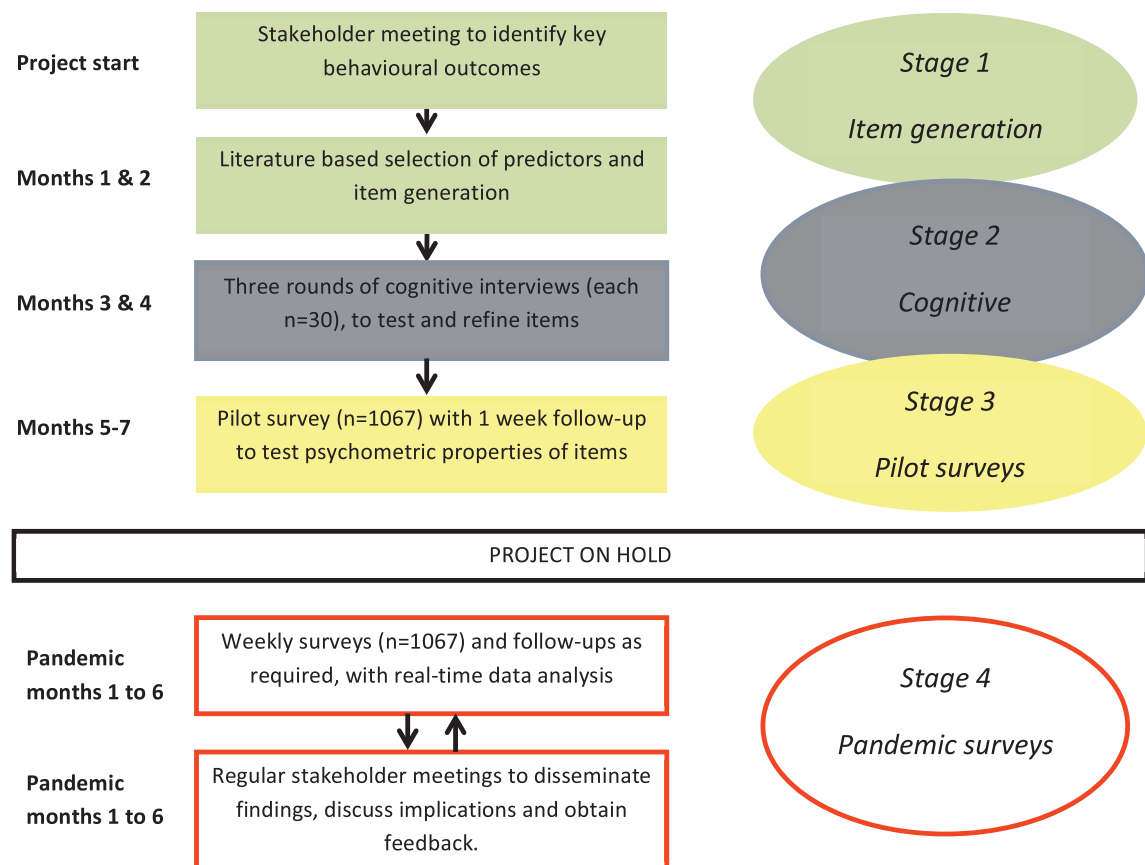 Project start
Stakeholder meeting to identify key
behavioural outcomes
Stage 1
Item generation
Months 1 & 2
Literature based selection of predictors and
item generation
Months 3 & 4
Three rounds of cognitive interviews (each
n=30), to test and refine items
Stage 2
Cognitive
Months 5-7
Pilot survey (n=1067) with 1 week follow-up
to test psychometric properties of items
Stage 3
Pilot surveys
PROJECT ON HOLD
Pandemic
months 1 to 6
Weekly surveys (n=1067) and follow-ups as
required, with real-time data analysis
Stage 4
Pandemic surveys
Pandemic
months 1 to 6
Regular stakeholder meetings to disseminate
findings, discuss implications and obtain
feedback.